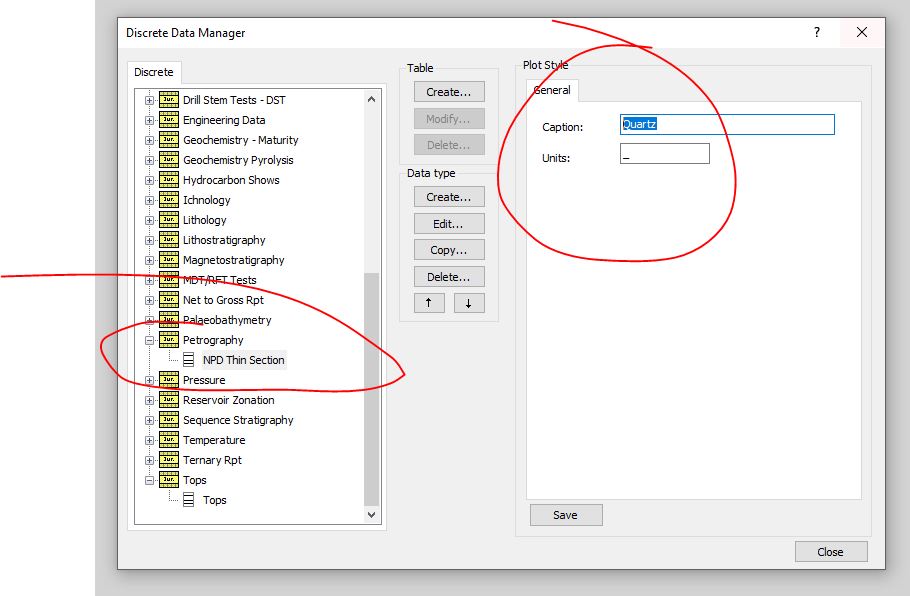 Discrete Data Manager
?
Discrete
Drill Stem Tests - DST
Engineering Data
Geochemistry - Maturity
Geochemistry Pyrolysis
Hydrocarbon Shows
Ichnology
Lithology
Lithostratigraphy
Magnetostratigraphy
MDT/RFT Tests
Net to Gross Rpt
Palaeobathymetry
Petrography
NPD Thin Section
Pressure
Reservoir Zonation
Sequence Stratigraphy
Temperature
Ternary Rpt
Tops
Tops
Table
Create...
Modify...
Delete...
Data type
Create...
Edit...
Copy...
Delete...
Plot Style
General
Caption: Quartz
Units: _
Save
Close